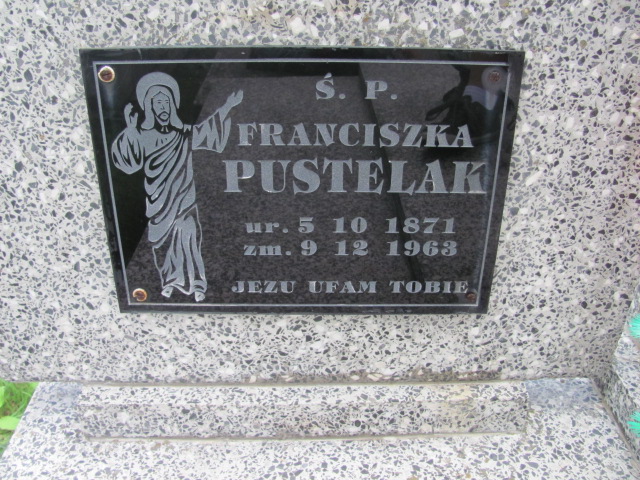 Ś. P.
FRANCISZKA
PUSTELAK
ur. 5 10 1871
zm. 9 12 1963
JEZU UFAM TOBIE